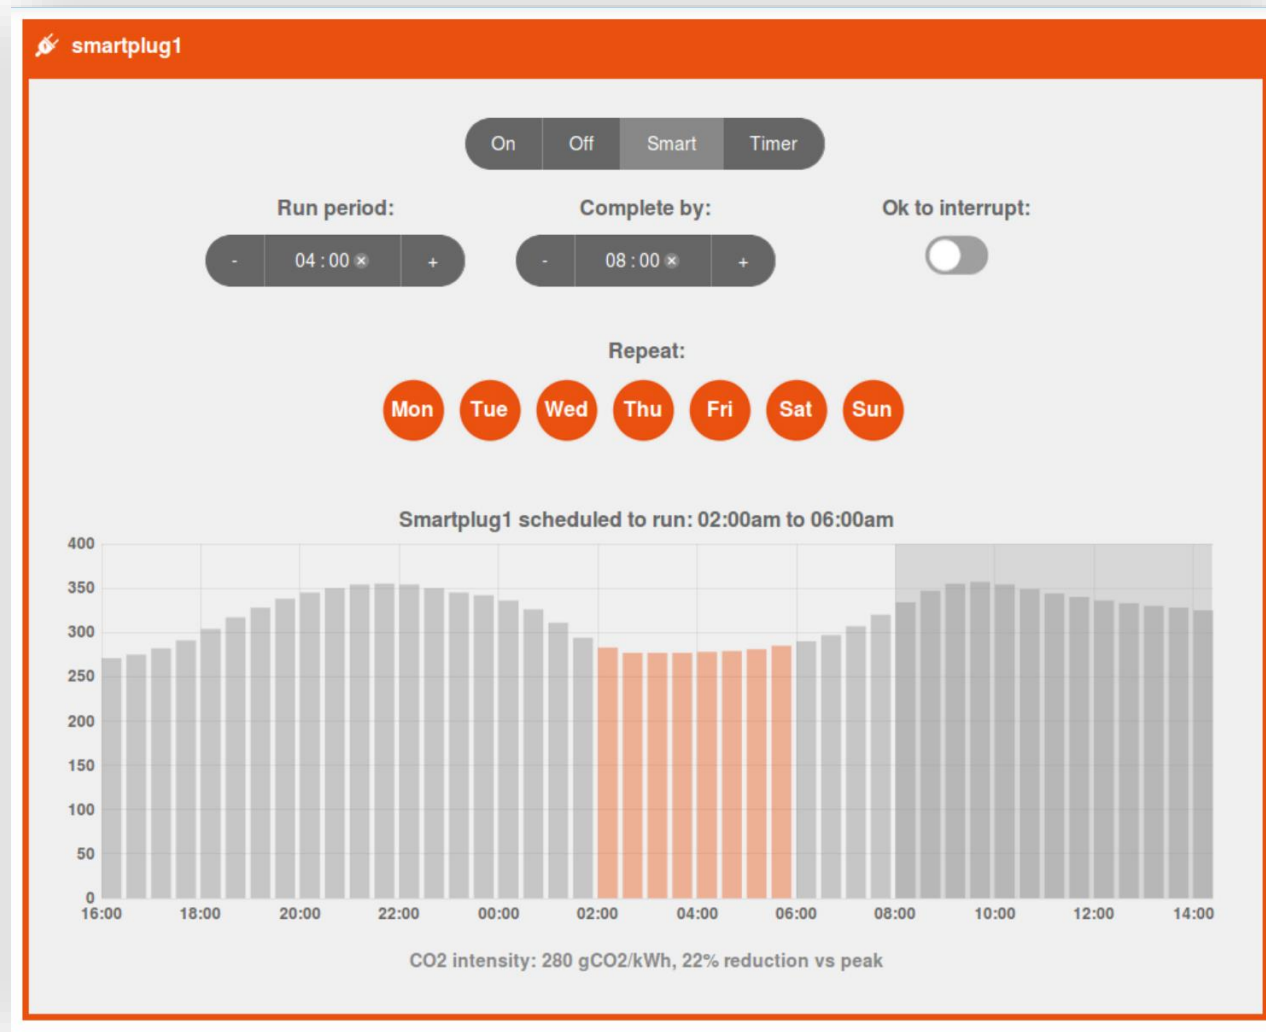 smartplug1
On Off Smart Timer
Run period: Complete by: Ok to interrupt:
- 04 : 00 + - 08 : 00 +
Repeat:
Mon Tue Wed Thu Fri Sat Sun
Smartplug1 scheduled to run: 02:00am to 06:00am
400
350
300
250
200
150
100
50
0
16:00 18:00 20:00 22:00 00:00 02:00 04:00 06:00 08:00 10:00 12:00 14:00
CO2 intensity: 280 gCO2/kWh, 22% reduction vs peak